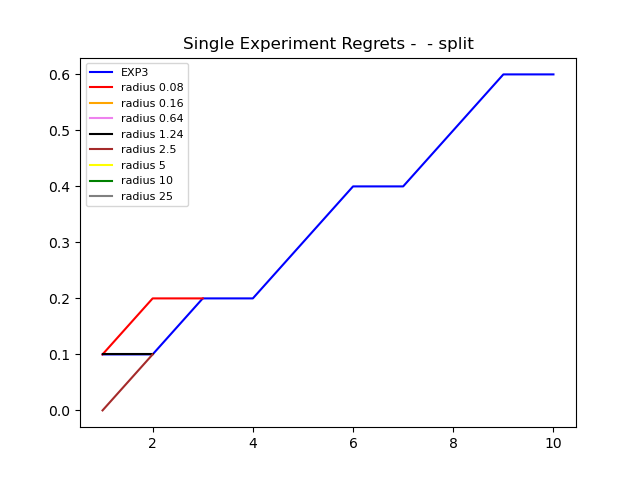 Single Experiment Regrets -  - split
EXP3
radius 0.08
radius 0.16
radius 0.64
radius 1.24
radius 2.5
radius 5
radius 10
radius 25
0.6
0.5
0.4
0.3
0.2
0.1
0.0
2 4 6 8 10